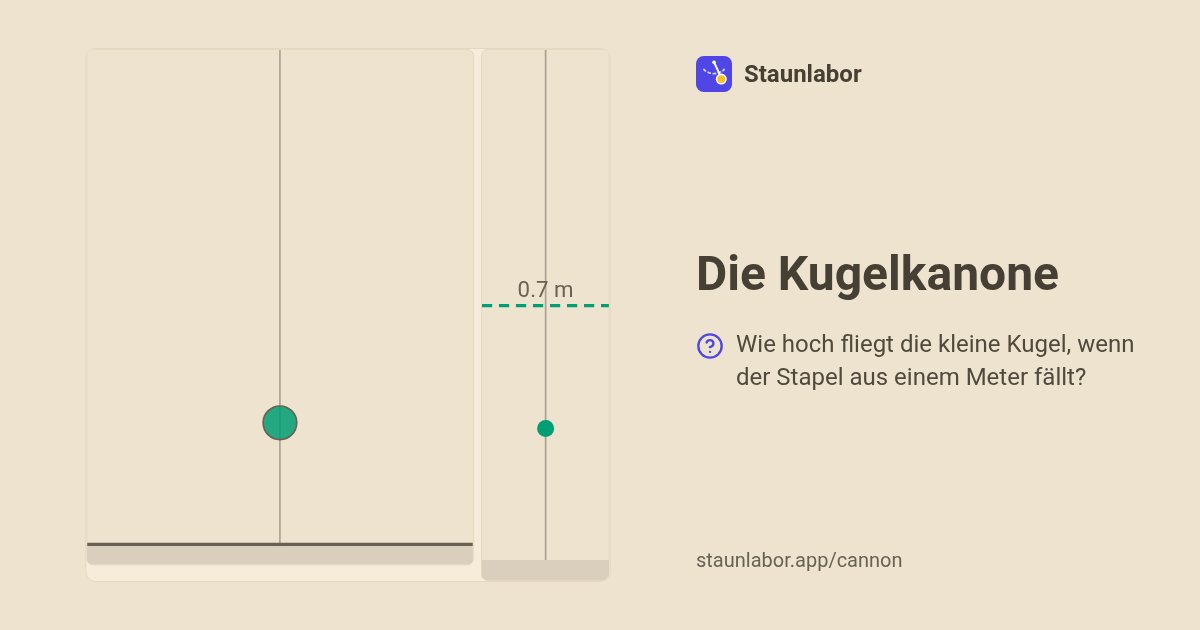 0.7 m
Staunlabor
Die Kugelkanone
Wie hoch fliegt die kleine Kugel, wenn
der Stapel aus einem Meter fällt?
staunlabor.app/cannon